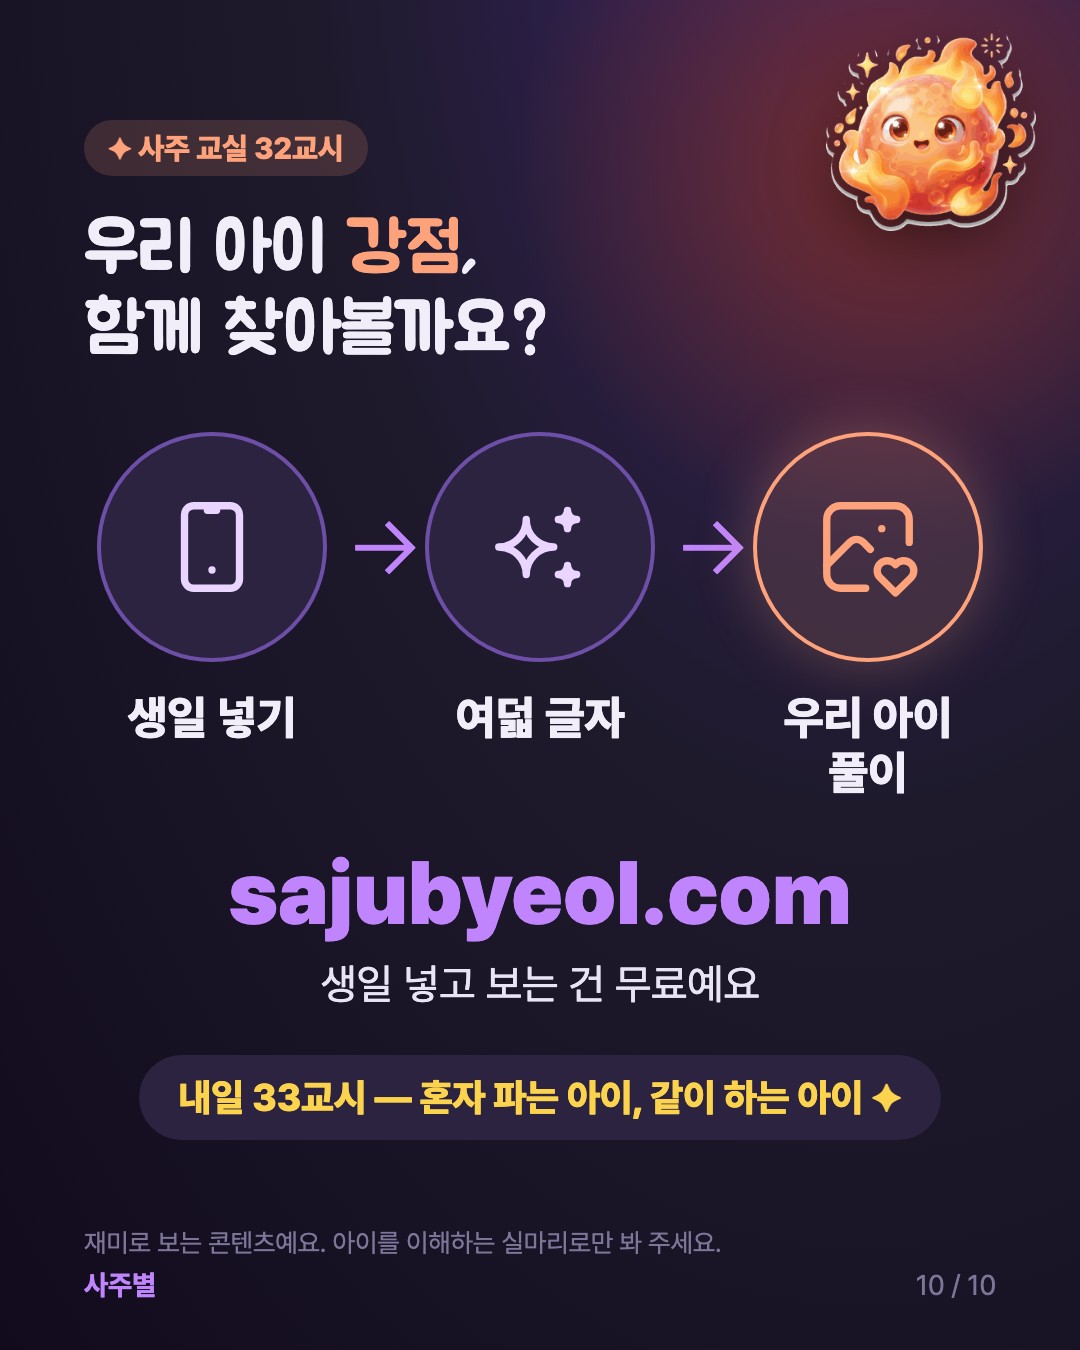 ✦ 사주 교실 32교시
우리 아이 강점,
함께 찾아볼까요?
생일 넣기
여덟 글자
우리 아이
풀이
sajubyeol.com
생일 넣고 보는 건 무료예요
내일 33교시 — 혼자 파는 아이, 같이 하는 아이 ✦
재미로 보는 콘텐츠예요. 아이를 이해하는 실마리로만 봐 주세요.
사주별
10 / 10